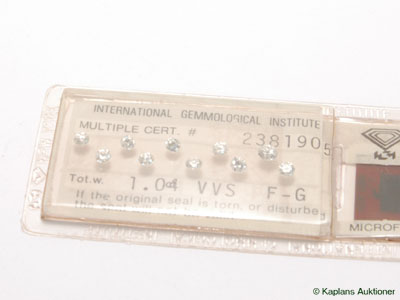 INTERNATIONAL GEMMOLOGICAL INSTITUTE
MULTIPLE CERT. # 2381905
Tot.w. 1.04 VVS F-G
If the original seal is torn, or disturbe
MICROF
© Kaplans Auktioner